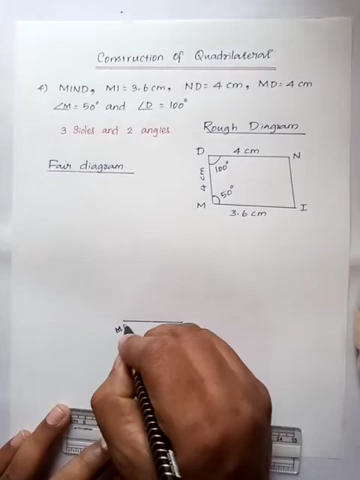 Construction of Quadrilateral
4) MIND, MI = 3.6 cm, ND = 4 cm, MD = 4 cm
∠M = 50° and ∠D = 100°
3 Sides and 2 angles
Rough Diagram
Fair diagram
D 4 cm N
100°
4 cm
50°
M I
3.6 cm
M